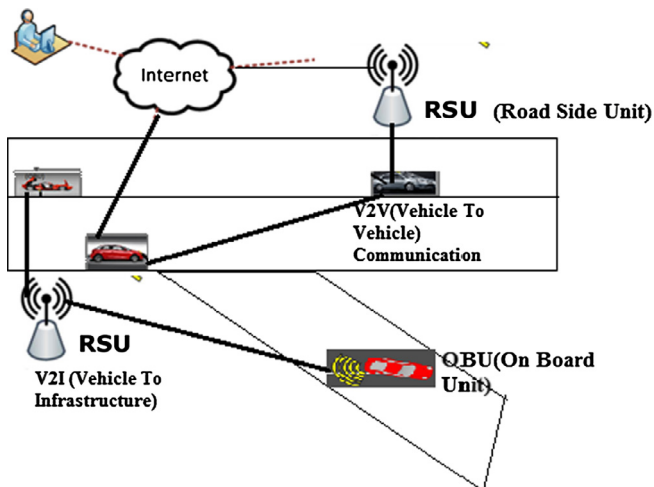 Internet
RSU (Road Side Unit)
V2V(Vehicle To
Vehicle)
Communication
RSU
V2I (Vehicle To
Infrastructure)
OBU(On Board
Unit)